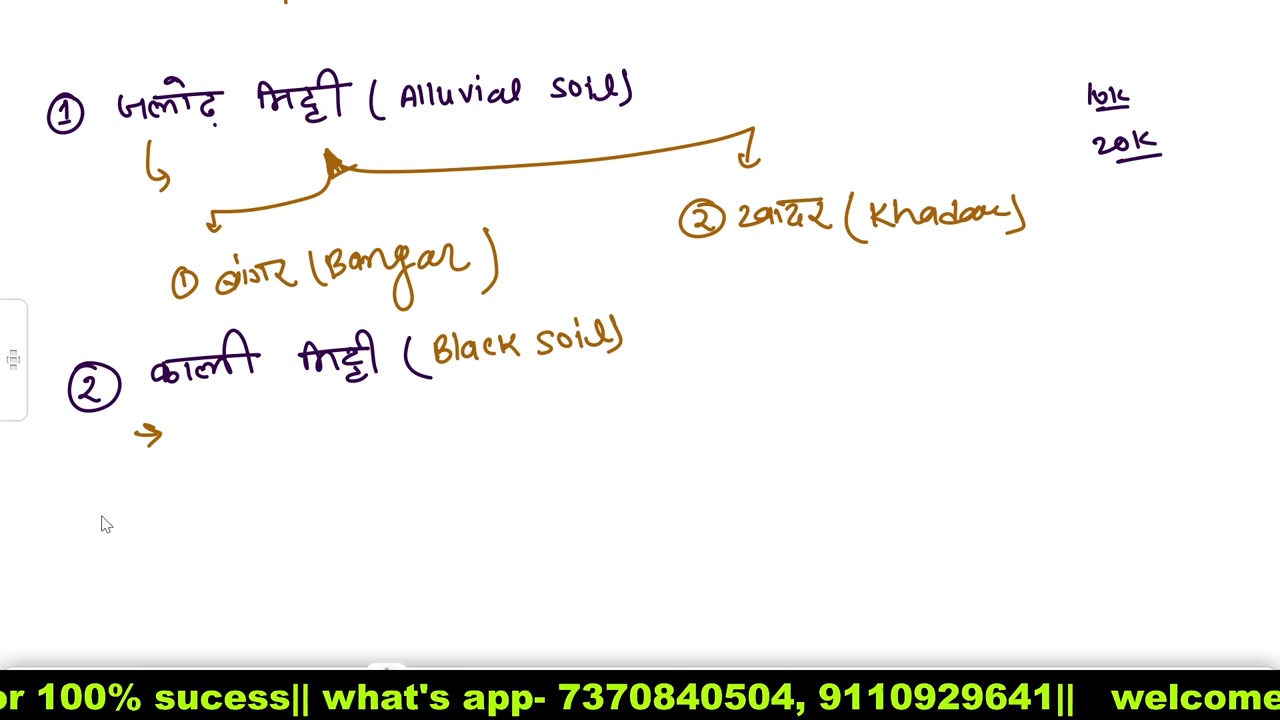 ① जलोढ़ मिट्टी (Alluvial soil)
10K
20K
① बंगर (Bangar)
② खादर (Khadar)
② काली मिट्टी (Black soil)
→
or 100% sucess|| what's app- 7370840504, 9110929641|| welcome